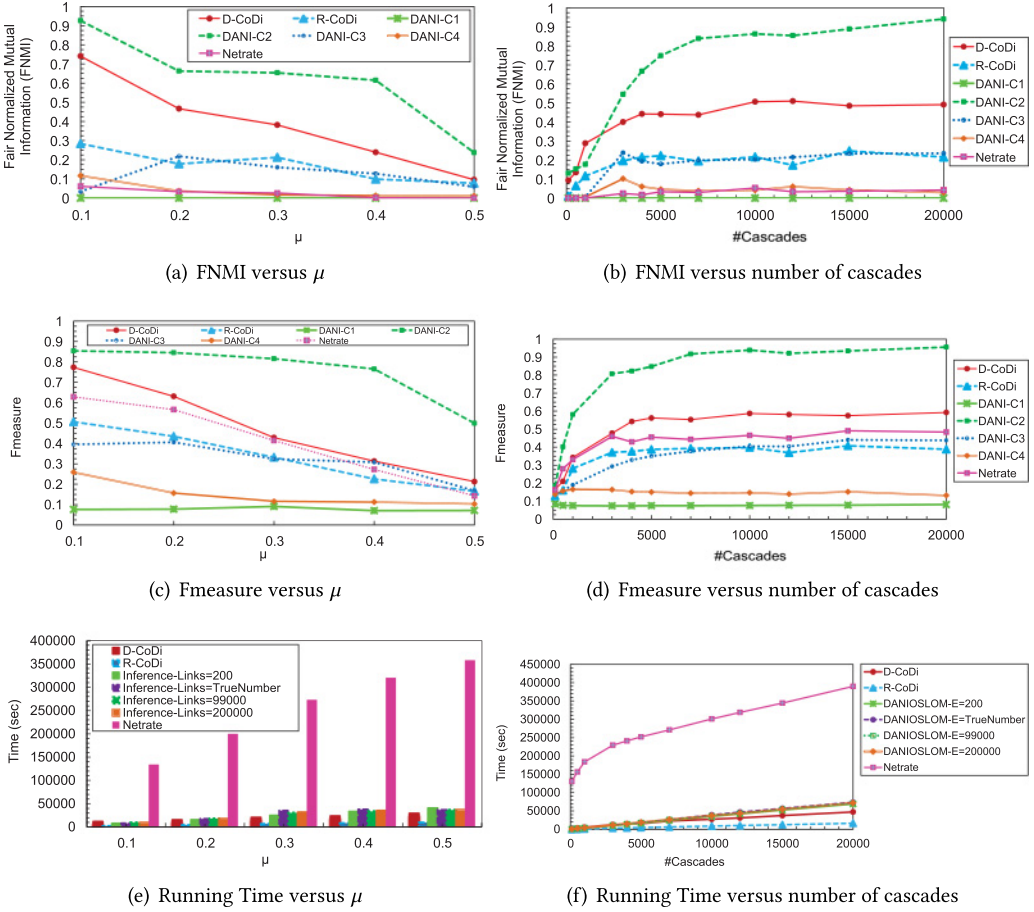 D-CoDi R-CoDi DANI-C1
DANI-C2 DANI-C3 DANI-C4
Netrate
Fair Normalized Mutual
Information (FNMI)
1
0.9
0.8
0.7
0.6
0.5
0.4
0.3
0.2
0.1
0
0.1 0.2 0.3 0.4 0.5
μ
(a) FNMI versus μ
Fair Normalized Mutual
Information (FNMI)
1
0.9
0.8
0.7
0.6
0.5
0.4
0.3
0.2
0.1
0
0 5000 10000 15000 20000
#Cascades
D-CoDi
R-CoDi
DANI-C1
DANI-C2
DANI-C3
DANI-C4
Netrate
(b) FNMI versus number of cascades
D-CoDi R-CoDi DANI-C1 DANI-C2
DANI-C3 DANI-C4 Netrate
Fmeasure
1
0.9
0.8
0.7
0.6
0.5
0.4
0.3
0.2
0.1
0
0.1 0.2 0.3 0.4 0.5
μ
(c) Fmeasure versus μ
Fmeasure
1
0.9
0.8
0.7
0.6
0.5
0.4
0.3
0.2
0.1
0
0 5000 10000 15000 20000
#Cascades
D-CoDi
R-CoDi
DANI-C1
DANI-C2
DANI-C3
DANI-C4
Netrate
(d) Fmeasure versus number of cascades
Time (sec)
400000
350000
300000
250000
200000
150000
100000
50000
0
D-CoDi
R-CoDi
Inference-Links=200
Inference-Links=TrueNumber
Inference-Links=99000
Inference-Links=200000
Netrate
0.1 0.2 0.3 0.4 0.5
μ
(e) Running Time versus μ
Time (sec)
450000
400000
350000
300000
250000
200000
150000
100000
50000
0
0 5000 10000 15000 20000
#Cascades
D-CoDi
R-CoDi
DANIOSLOM-E=200
DANIOSLOM-E=TrueNumber
DANIOSLOM-E=99000
DANIOSLOM-E=200000
Netrate
(f) Running Time versus number of cascades